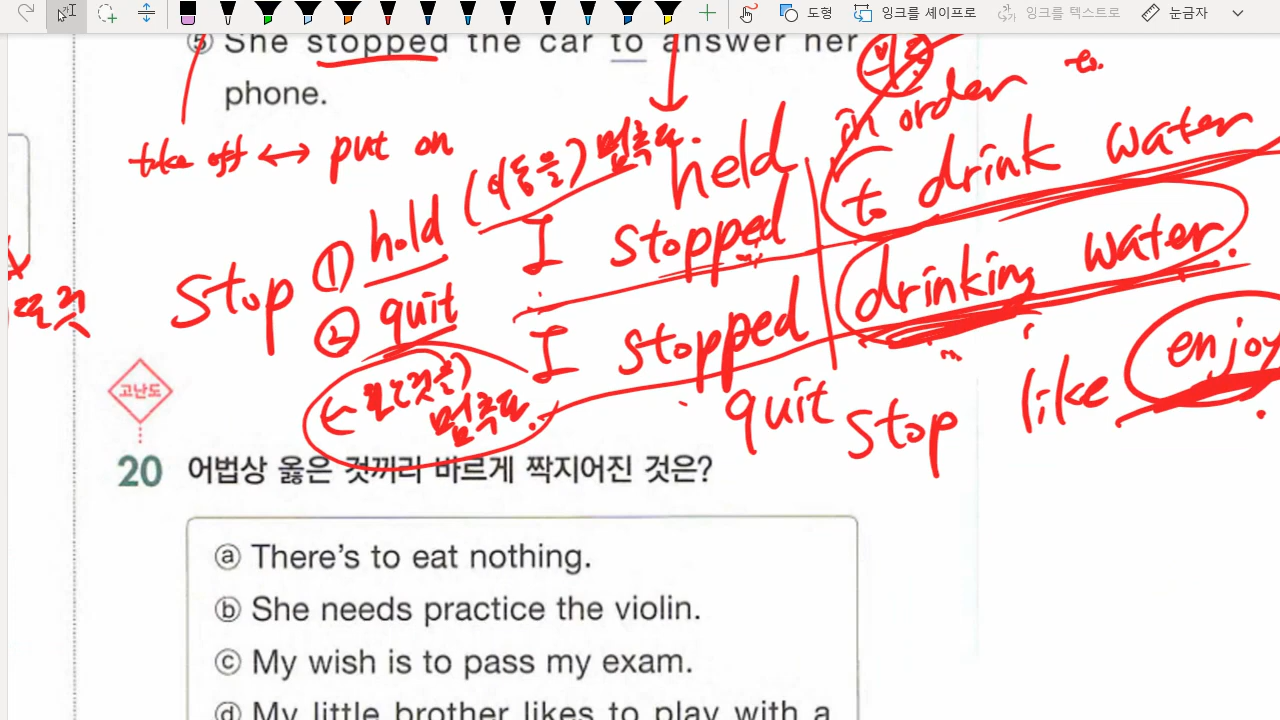 도형
잉크를 셰이프로
잉크를 텍스트로
눈금자
⑤ She stopped the car to answer her
phone.
take off ↔ put on
in order to
Stop
① hold (이동을) 멈추다.
② quit
멈추다.
held
I stopped to drink water
I stopped drinking water.
quit stop like enjoy
고난도
20 어법상 옳은 것끼리 바르게 짝지어진 것은?
ⓐ There's to eat nothing.
ⓑ She needs practice the violin.
ⓒ My wish is to pass my exam.
ⓓ My little brother likes to play with a